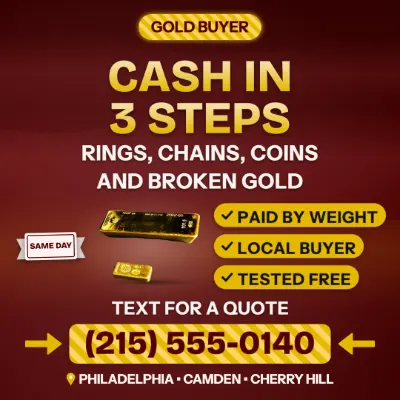 GOLD BUYER
CASH IN
3 STEPS
RINGS, CHAINS, COINS
AND BROKEN GOLD
✓ PAID BY WEIGHT
SAME DAY
✓ LOCAL BUYER
✓ TESTED FREE
TEXT FOR A QUOTE
(215) 555-0140
PHILADELPHIA • CAMDEN • CHERRY HILL